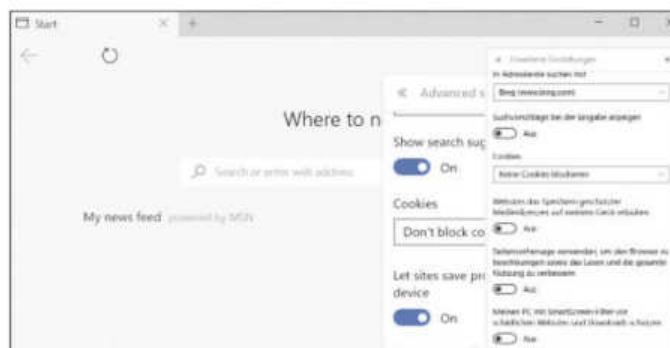 Start
Where to n
Search or enter web address
My news feed powered by MSN
Advanced s
Show search sug
On
Cookies
Don't block co
Let sites save pro
device
On
Erweiterte Einstellungen
In Adressleiste suchen mit
Bing (www.bing.com)
Suchvorschläge bei der Eingabe anzeigen
Aus
Cookies
Keine Cookies blockieren
Websites das Speichern geschützter
Medienlizenzen auf meinem Gerät erlauben
Aus
Seitenvorhersage verwenden, um den Browser zu
beschleunigen sowie das Lesen und die gesamte
Nutzung zu verbessern
Aus
Meinen PC mit SmartScreen-Filter vor
schädlichen Websites und Downloads schützen
Aus